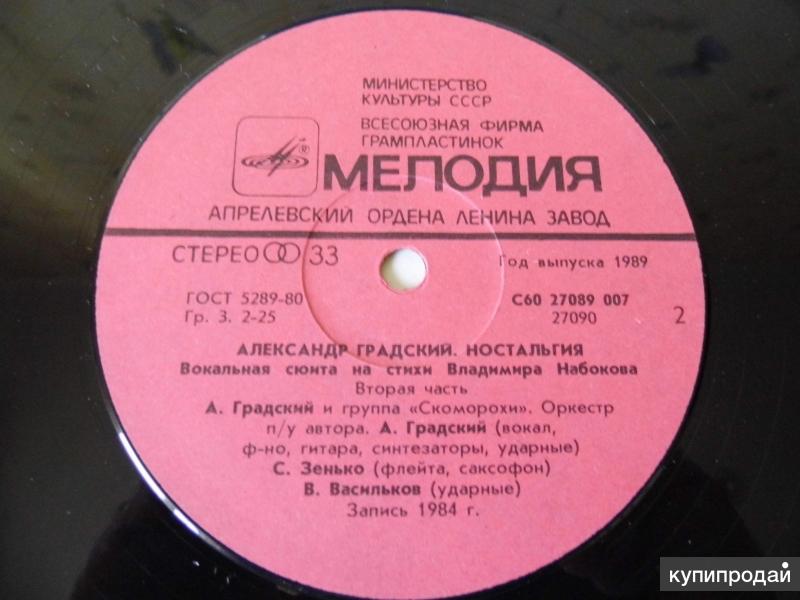 МИНИСТЕРСТВО
КУЛЬТУРЫ СССР
ВСЕСОЮЗНАЯ ФИРМА
ГРАМПЛАСТИНОК
®
МЕЛОДИЯ
АПРЕЛЕВСКИЙ ОРДЕНА ЛЕНИНА ЗАВОД
СТЕРЕО 33
Год выпуска 1989
ГОСТ 5289-80
Гр. 3. 2-25
С60 27089 007
27090
2
АЛЕКСАНДР ГРАДСКИЙ. НОСТАЛЬГИЯ
Вокальная сюита на стихи Владимира Набокова
Вторая часть
А. Градский и группа «Скоморохи». Оркестр
п/у автора. А. Градский (вокал,
ф-но, гитара, синтезаторы, ударные)
С. Зенько (флейта, саксофон)
В. Васильков (ударные)
Запись 1984 г.
купипродай